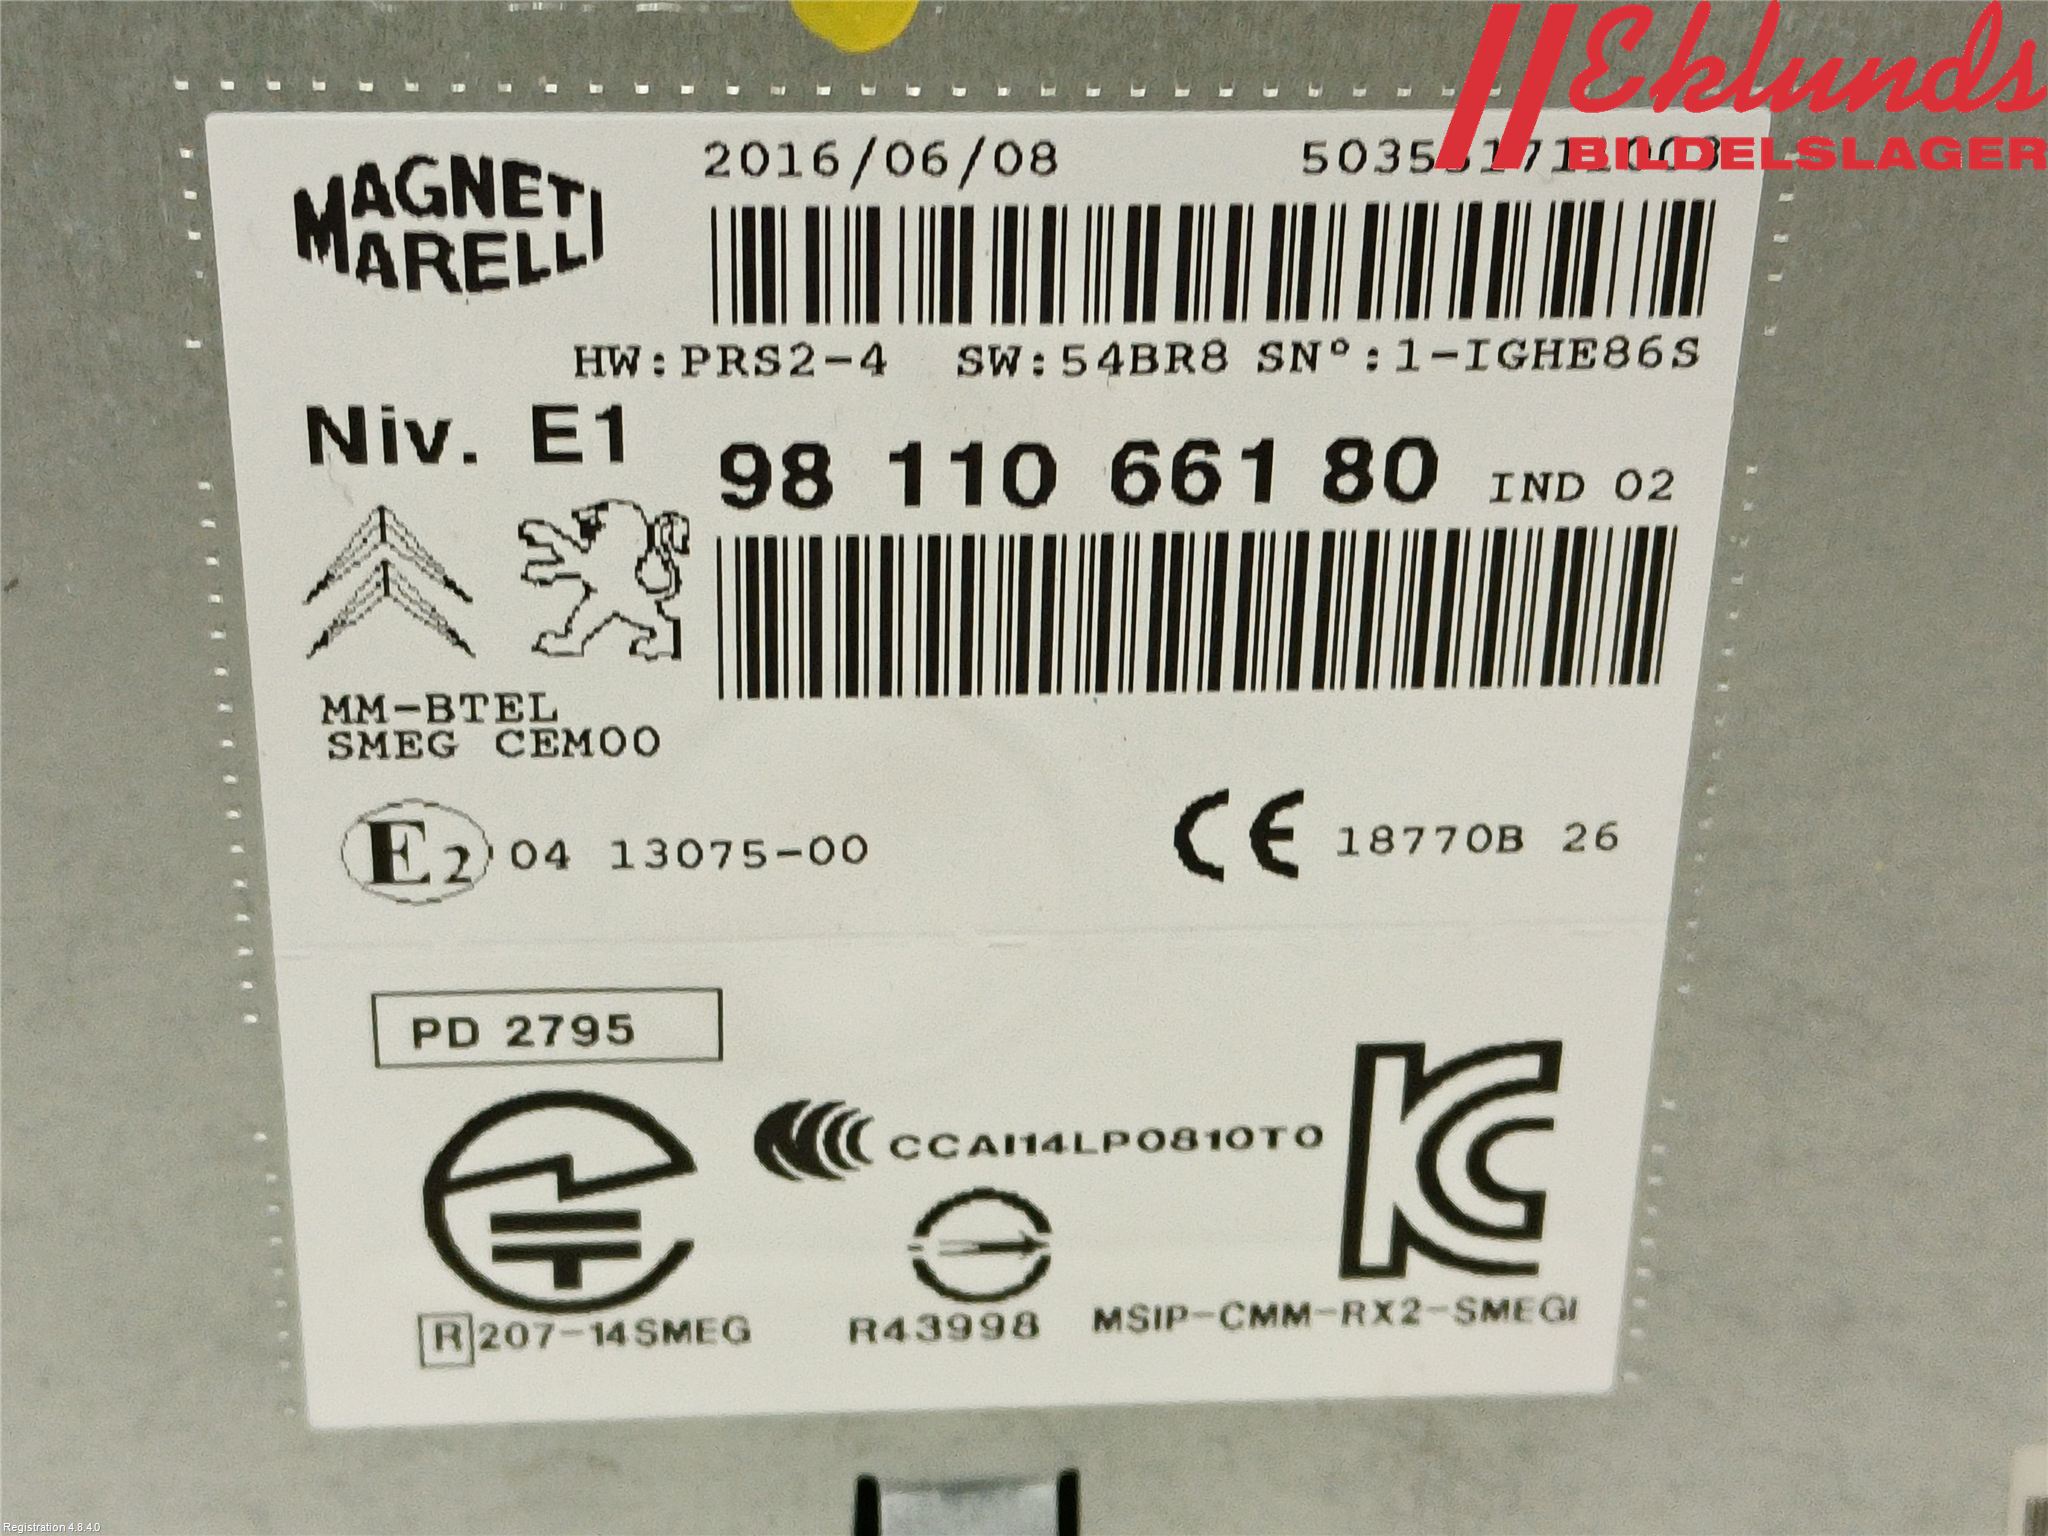 Eklunds
BILDELSLAGER
MAGNETI
MARELLI
2016/06/08
HW:PRS2-4 SW:54BR8 SN°:1-IGHE86S
Niv. E1
98 110 661 80 IND 02
MM-BTEL
SMEG CEM00
E2 04 13075-00
CE 18770B 26
PD 2795
CCAI14LP0810T0
KC
R 207-14SMEG
R43998
MSIP-CMM-RX2-SMEG1
Registration 4.8.4.0